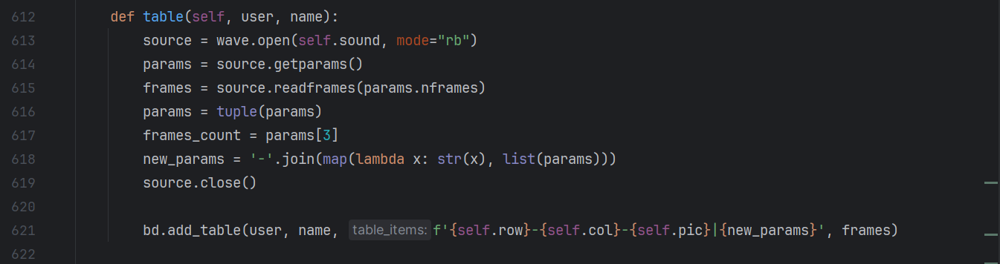 612 def table(self, user, name):
613 source = wave.open(self.sound, mode="rb")
614 params = source.getparams()
615 frames = source.readframes(params.nframes)
616 params = tuple(params)
617 frames_count = params[3]
618 new_params = '-'.join(map(lambda x: str(x), list(params)))
619 source.close()
620
621 bd.add_table(user, name, table_items: f'{self.row}-{self.col}-{self.pic}|{new_params}', frames)
622